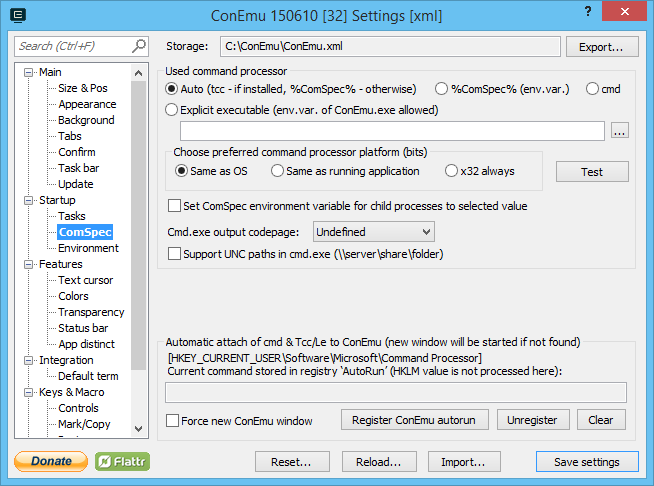 ConEmu 150610 [32] Settings [xml]
?
Search (Ctrl+F)
Storage:
C:\ConEmu\ConEmu.xml
Export...
Main
Size & Pos
Appearance
Background
Tabs
Confirm
Task bar
Update
Startup
Tasks
ComSpec
Environment
Features
Text cursor
Colors
Transparency
Status bar
App distinct
Integration
Default term
Keys & Macro
Controls
Mark/Copy
Used command processor
Auto (tcc - if installed, %ComSpec% - otherwise)
%ComSpec% (env.var.)
cmd
Explicit executable (env.var. of ConEmu.exe allowed)
...
Choose preferred command processor platform (bits)
Same as OS
Same as running application
x32 always
Test
Set ComSpec environment variable for child processes to selected value
Cmd.exe output codepage:
Undefined
Support UNC paths in cmd.exe (\\server\share\folder)
Automatic attach of cmd & Tcc/Le to ConEmu (new window will be started if not found)
[HKEY_CURRENT_USER\Software\Microsoft\Command Processor]
Current command stored in registry ‘AutoRun’ (HKLM value is not processed here):
Force new ConEmu window
Register ConEmu autorun
Unregister
Clear
Donate
Flattr
Reset...
Reload...
Import...
Save settings